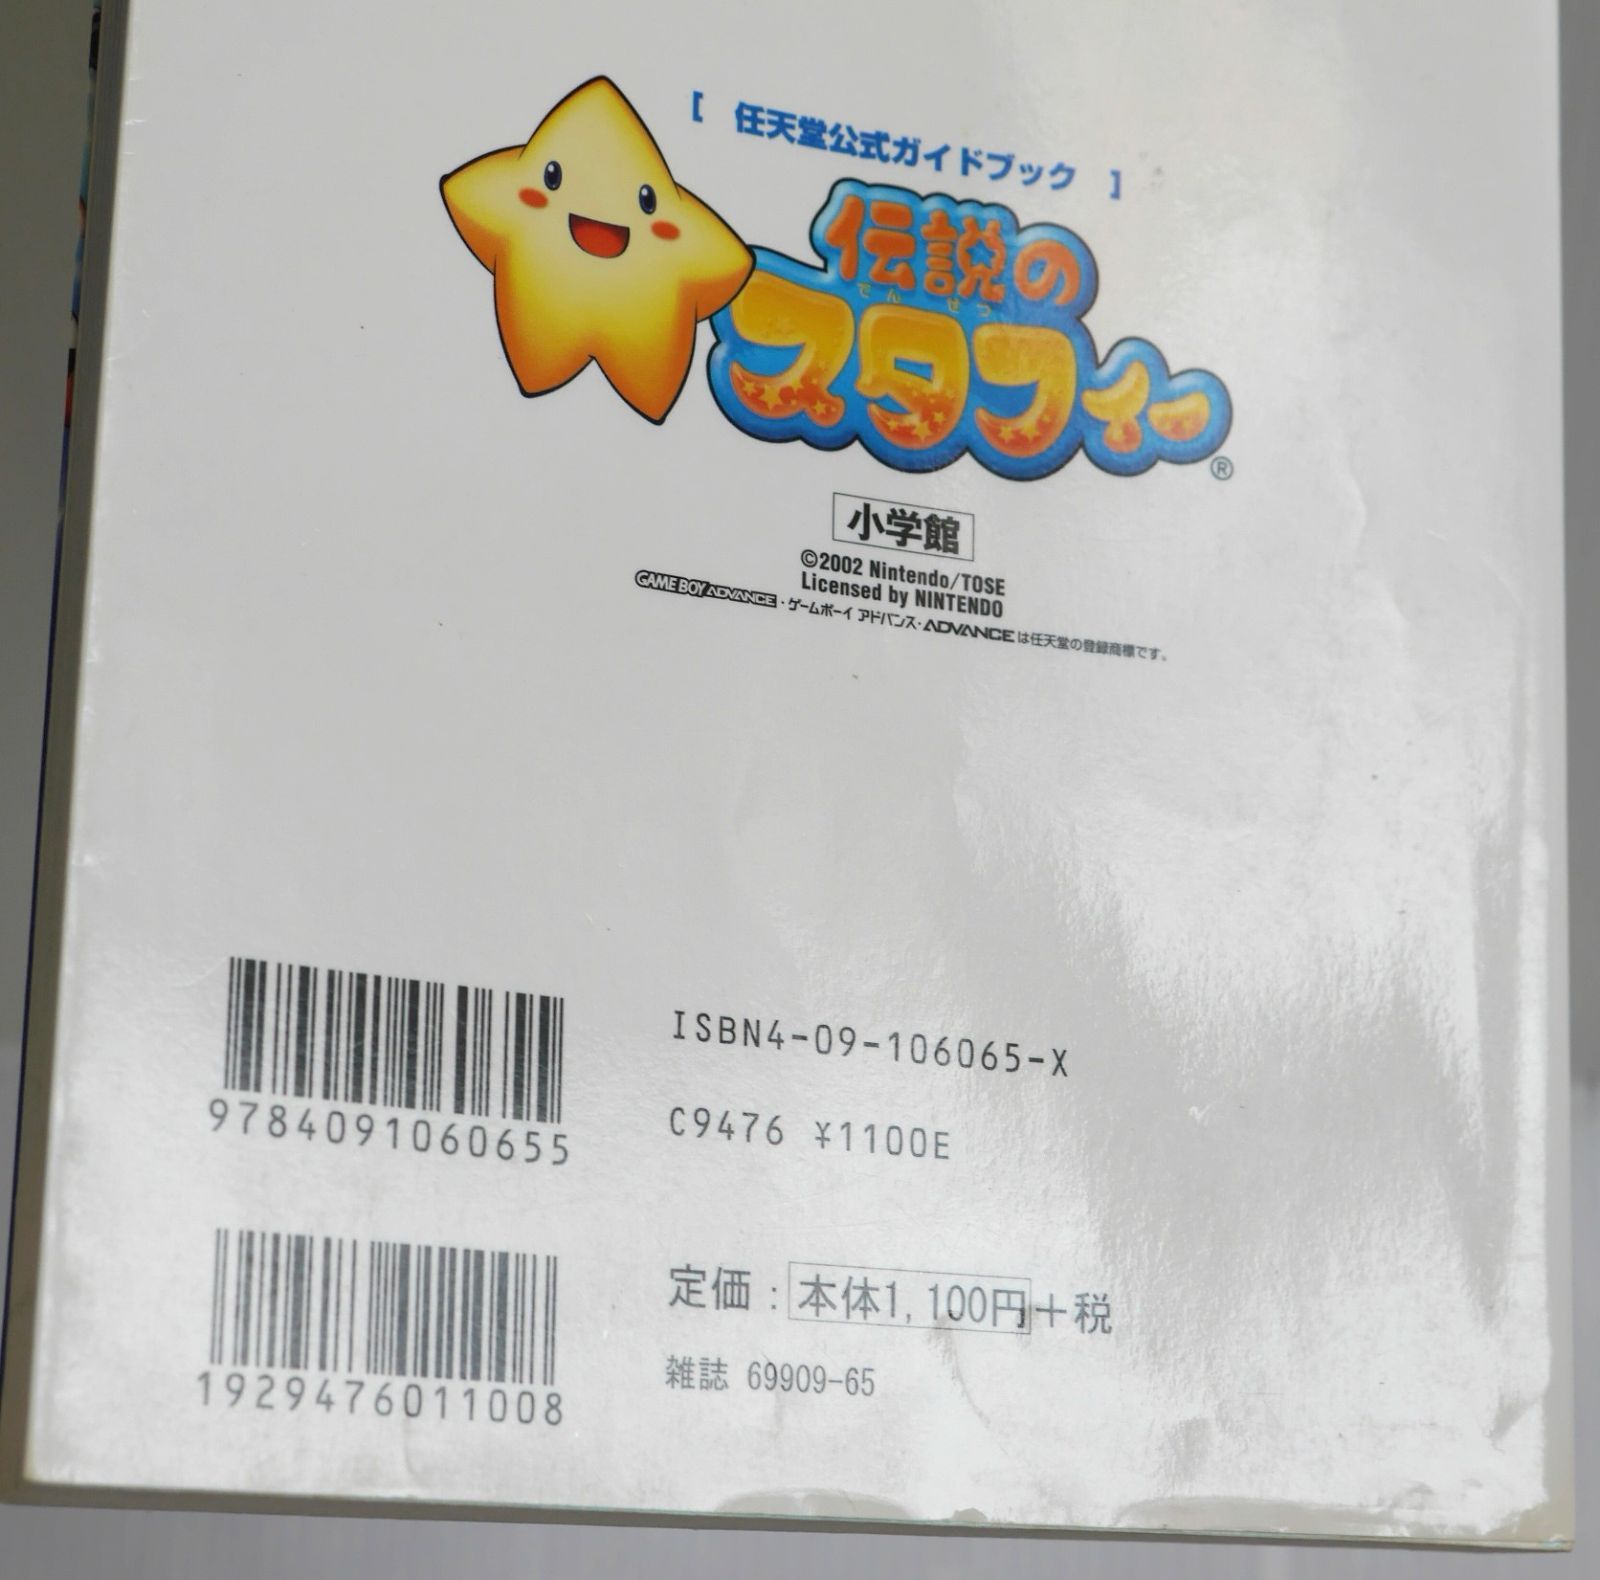 [ 任天堂公式ガイドブック ]
伝説の
でんせつ
スタフィー®
小学館
©2002 Nintendo/TOSE
Licensed by NINTENDO
GAME BOY ADVANCE・ゲームボーイ アドバンス・ADVANCEは任天堂の登録商標です。
ISBN4-09-106065-X
9784091060655
C9476 ¥1100E
定価：本体1,100円＋税
1929476011008
雑誌 69909-65